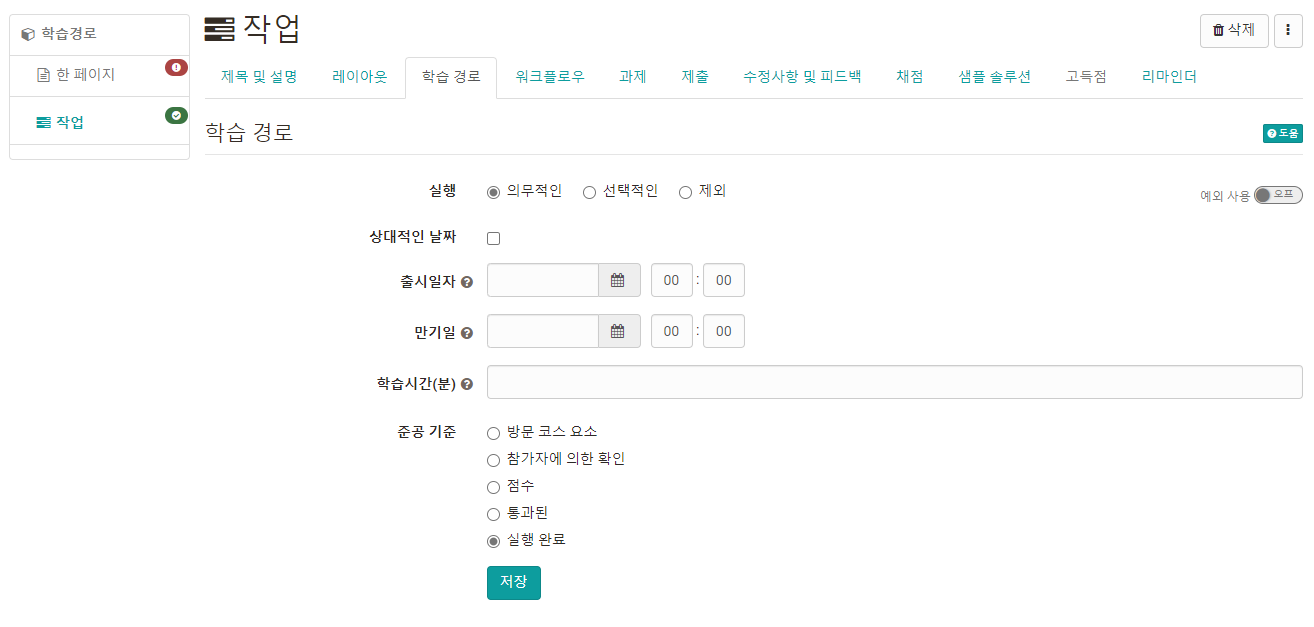 학습경로
한 페이지
작업
작업
삭제
제목 및 설명 레이아웃 학습 경로 워크플로우 과제 제출 수정사항 및 피드백 채점 샘플 솔루션 고득점 리마인더
학습 경로
도움
실행 의무적인 선택적인 제외
예외 사용 오프
상대적인 날짜
출시일자 00 : 00
만기일 00 : 00
학습시간(분)
준공 기준 방문 코스 요소
참가자에 의한 확인
점수
통과된
실행 완료
저장